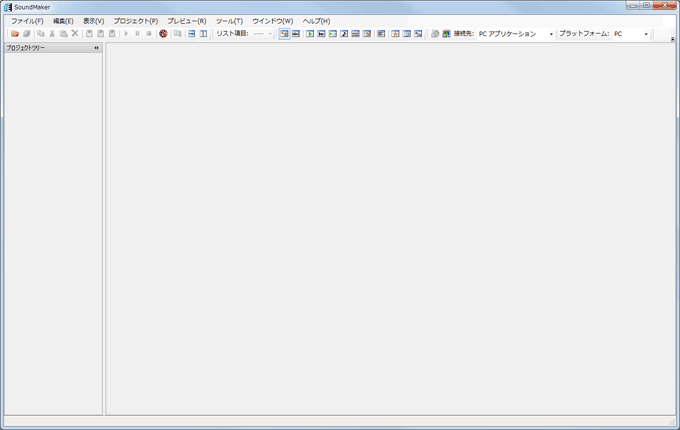 SoundMaker
ファイル(F) 編集(E) 表示(V) プロジェクト(P) プレビュー(R) ツール(T) ウインドウ(W) ヘルプ(H)
リスト項目: ---- 接続先: PC アプリケーション プラットフォーム: PC
プロジェクトツリー